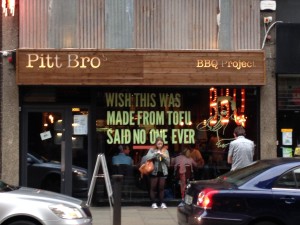 Pitt Bros
BBQ Project
WISH THIS WAS
MADE FROM TOFU
SAID NO ONE EVER